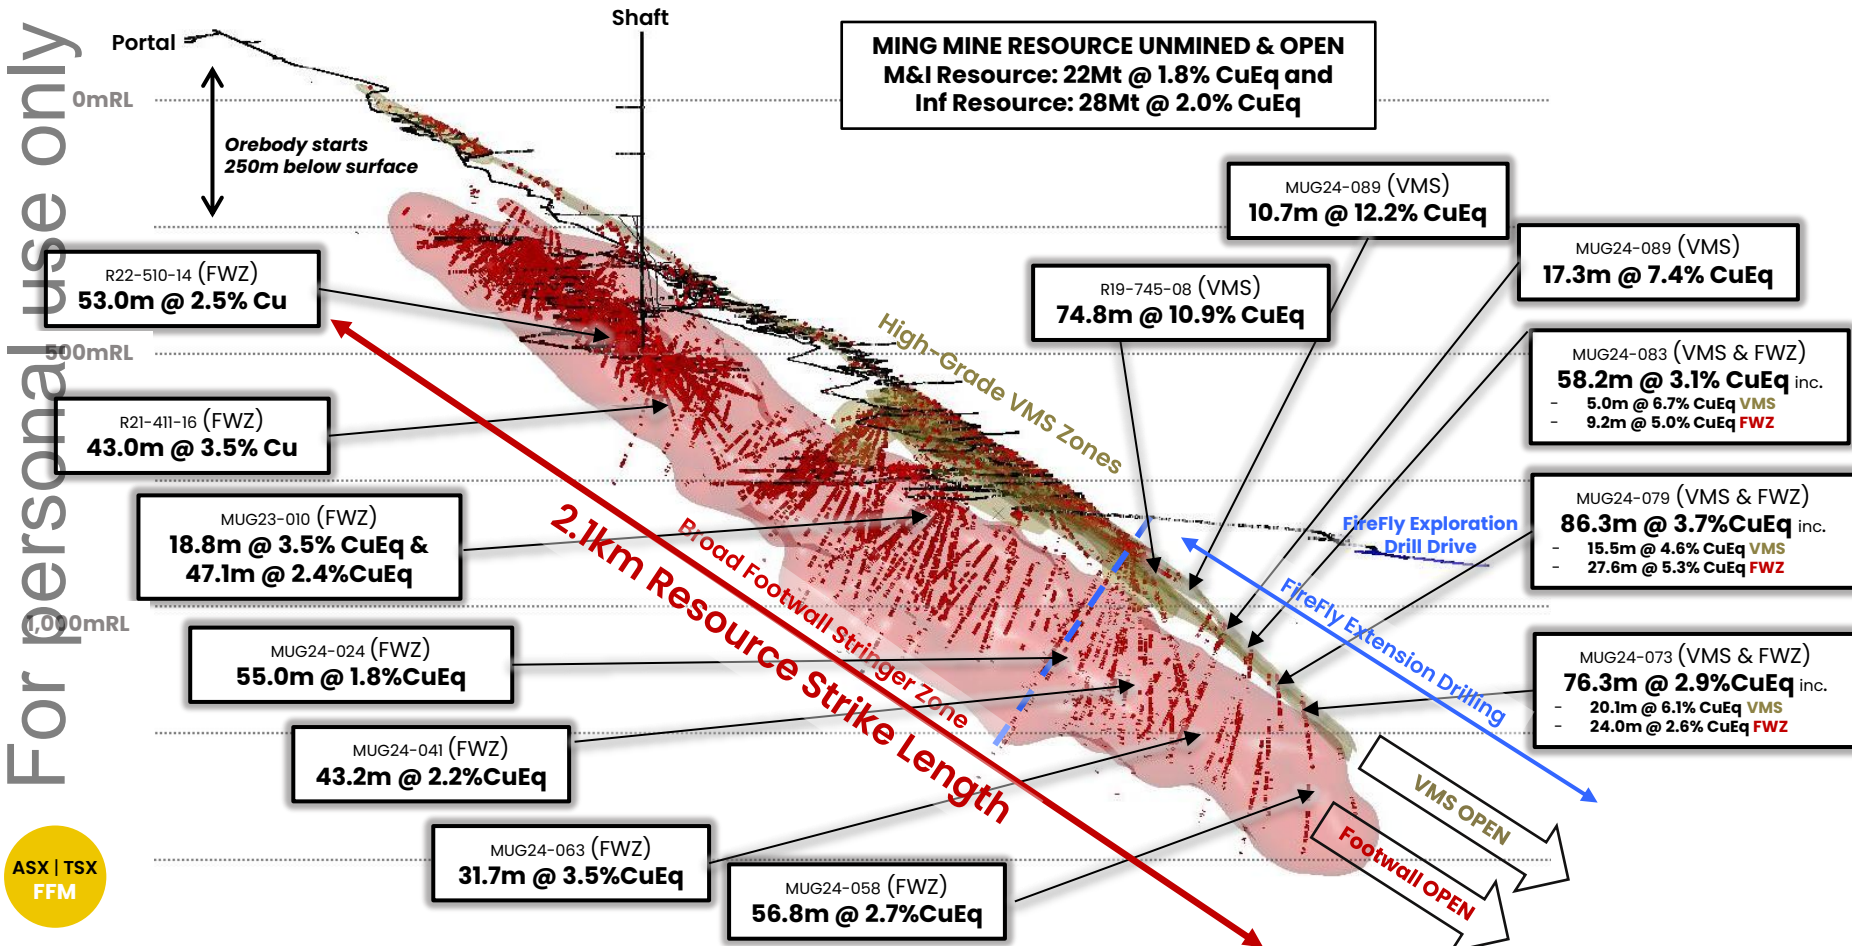 For personal use only
Portal
Shaft
0mRL
Orebody starts
250m below surface
MING MINE RESOURCE UNMINED & OPEN
M&I Resource: 22Mt @ 1.8% CuEq and
Inf Resource: 28Mt @ 2.0% CuEq
MUG24-089 (VMS)
10.7m @ 12.2% CuEq
MUG24-089 (VMS)
17.3m @ 7.4% CuEq
R22-510-14 (FWZ)
53.0m @ 2.5% Cu
R19-745-08 (VMS)
74.8m @ 10.9% CuEq
500mRL
High-Grade VMS Zones
MUG24-083 (VMS & FWZ)
58.2m @ 3.1% CuEq inc.
- 5.0m @ 6.7% CuEq VMS
- 9.2m @ 5.0% CuEq FWZ
R21-411-16 (FWZ)
43.0m @ 3.5% Cu
MUG24-079 (VMS & FWZ)
86.3m @ 3.7%CuEq inc.
- 15.5m @ 4.6% CuEq VMS
- 27.6m @ 5.3% CuEq FWZ
MUG23-010 (FWZ)
18.8m @ 3.5% CuEq &
47.1m @ 2.4%CuEq
FireFly Exploration
Drill Drive
Broad Footwall Stringer Zone
2.1km Resource Strike Length
FireFly Extension Drilling
1,000mRL
MUG24-024 (FWZ)
55.0m @ 1.8%CuEq
MUG24-073 (VMS & FWZ)
76.3m @ 2.9%CuEq inc.
- 20.1m @ 6.1% CuEq VMS
- 24.0m @ 2.6% CuEq FWZ
MUG24-041 (FWZ)
43.2m @ 2.2%CuEq
VMS OPEN
Footwall OPEN
MUG24-063 (FWZ)
31.7m @ 3.5%CuEq
MUG24-058 (FWZ)
56.8m @ 2.7%CuEq
ASX | TSX
FFM